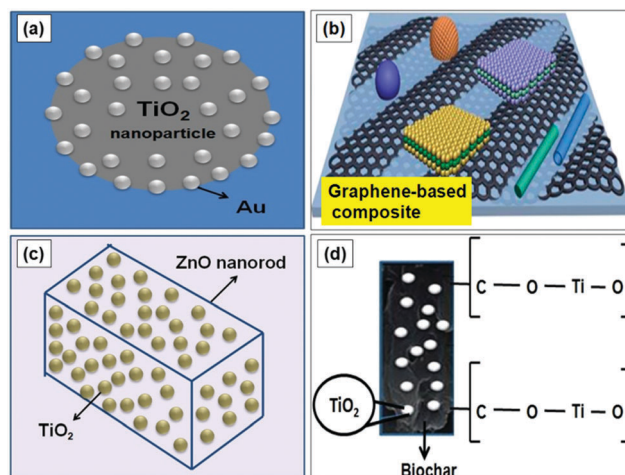 (a)
TiO2
nanoparticle
Au
(b)
Graphene-based
composite
(c)
ZnO nanorod
TiO2
(d)
C — O — Ti — O
TiO2
C — O — Ti — O
Biochar